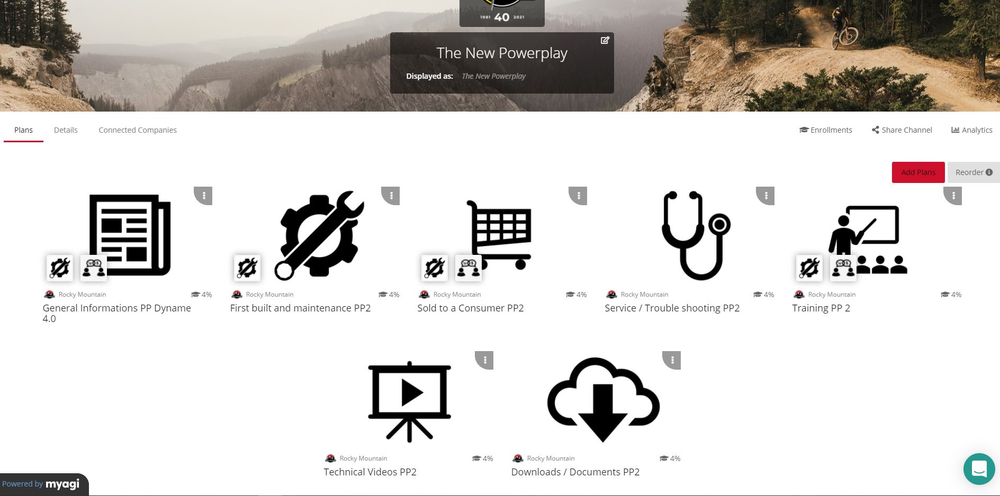 1981 40 2021
The New Powerplay
Displayed as: The New Powerplay
Plans Details Connected Companies Enrollments Share Channel Analytics
Add Plans Reorder
Rocky Mountain 4%
General Informations PP Dyname
4.0
Rocky Mountain 4%
First built and maintenance PP2
Rocky Mountain 4%
Sold to a Consumer PP2
Rocky Mountain 4%
Service / Trouble shooting PP2
Rocky Mountain 4%
Training PP 2
Rocky Mountain 4%
Technical Videos PP2
Rocky Mountain 4%
Downloads / Documents PP2
Powered by myagi